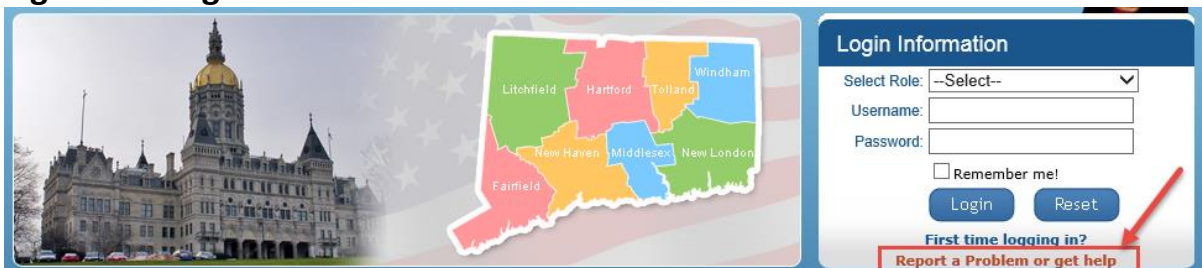 Litchfield
Hartford
Tolland
Windham
New Haven
Middlesex
New London
Fairfield
Login Information
Select Role: --Select--
Username:
Password:
Remember me!
Login Reset
First time logging in?
Report a Problem or get help